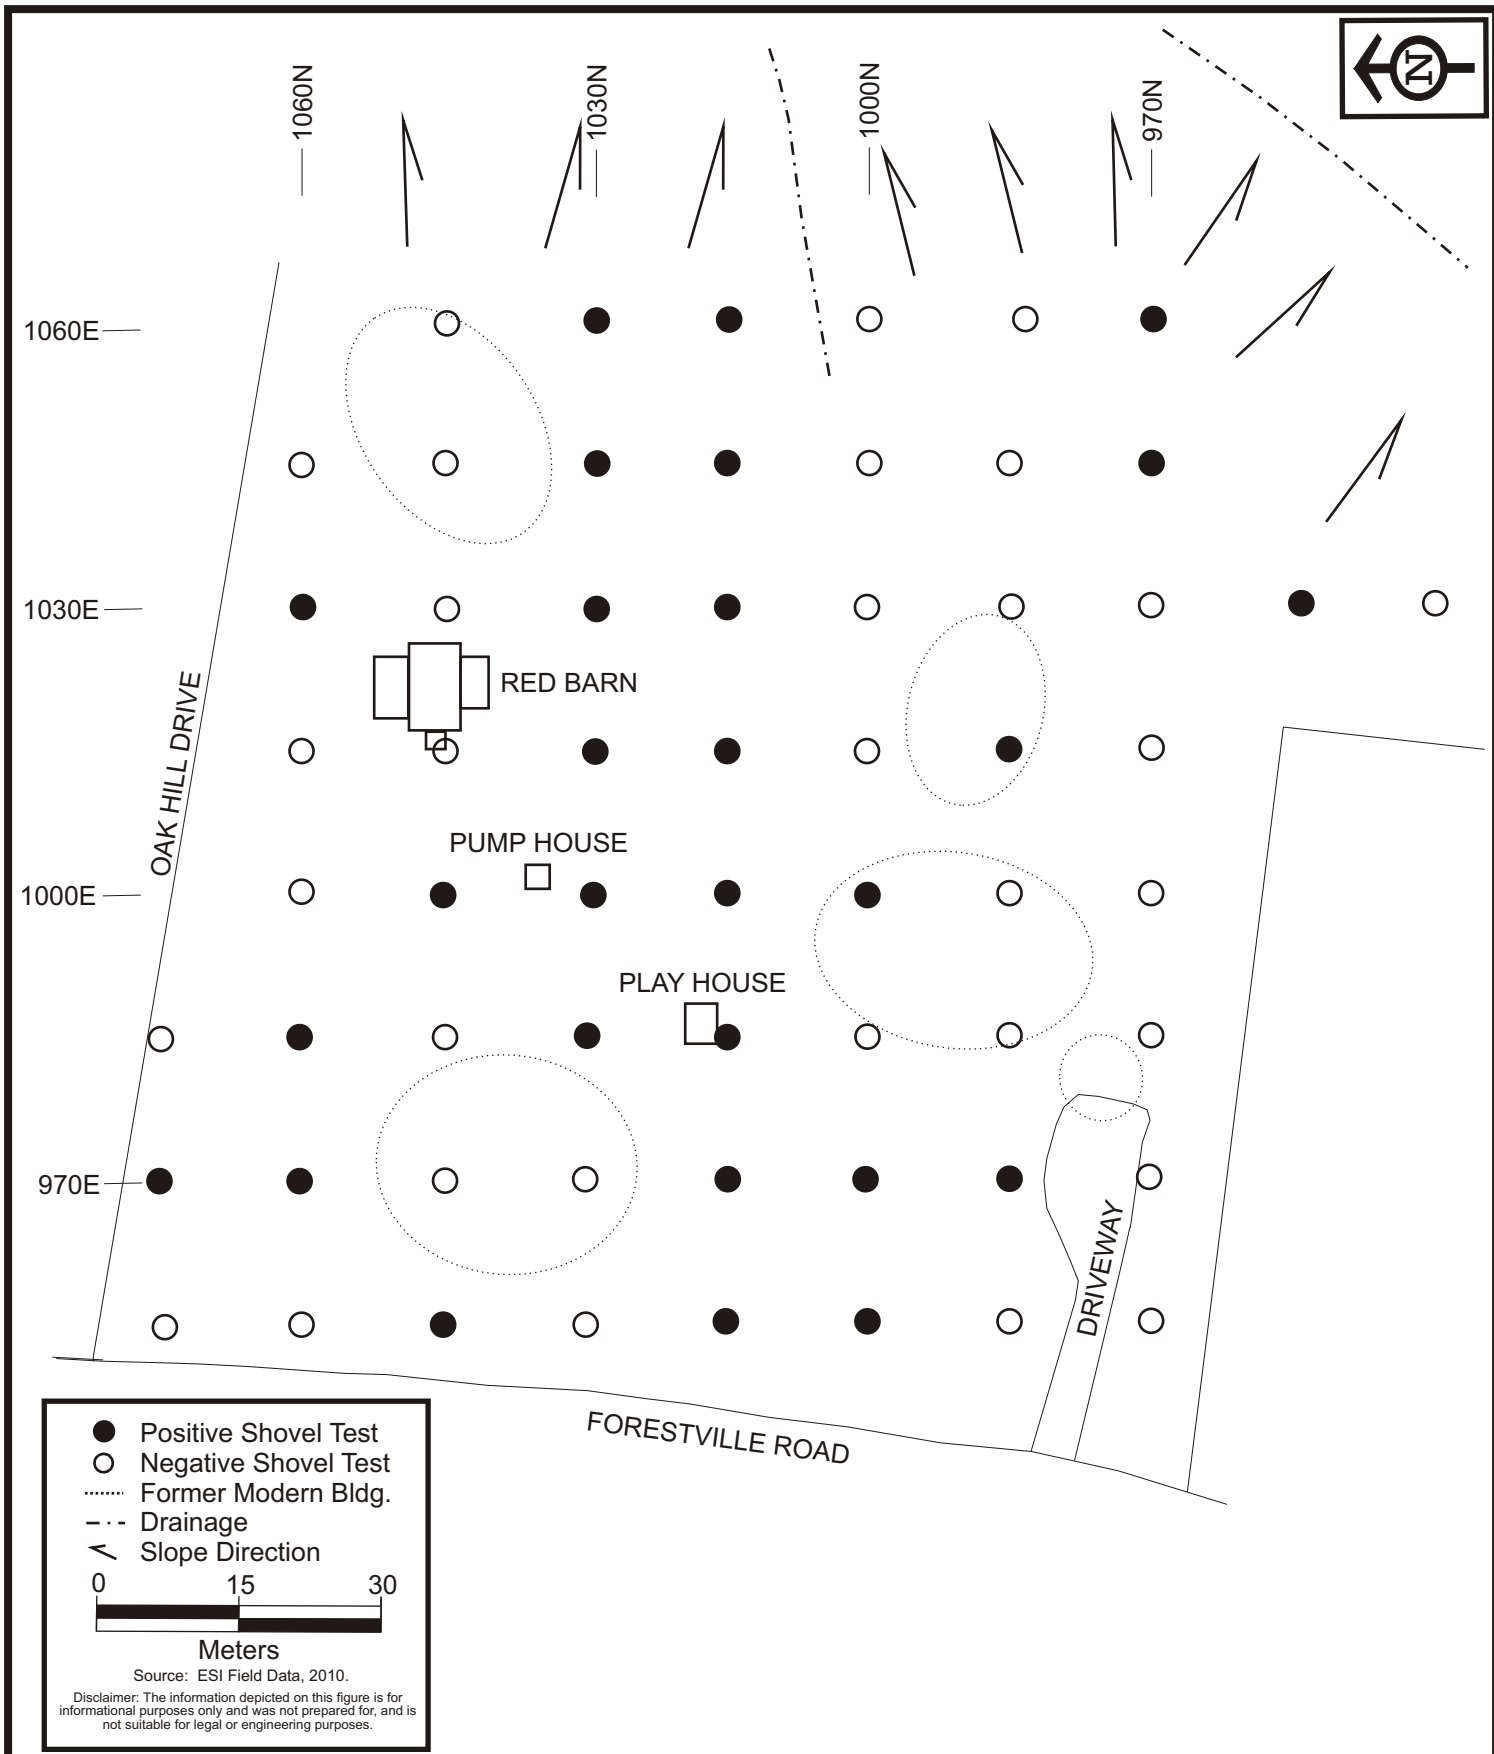 1060N
1030N
1000N
970N
N
1060E
1030E
RED BARN
OAK HILL DRIVE
PUMP HOUSE
1000E
PLAY HOUSE
970E
DRIVEWAY
FORESTVILLE ROAD
Positive Shovel Test
Negative Shovel Test
Former Modern Bldg.
Drainage
Slope Direction
0 15 30
Meters
Source: ESI Field Data, 2010.
Disclaimer: The information depicted on this figure is for
informational purposes only and was not prepared for, and is
not suitable for legal or engineering purposes.